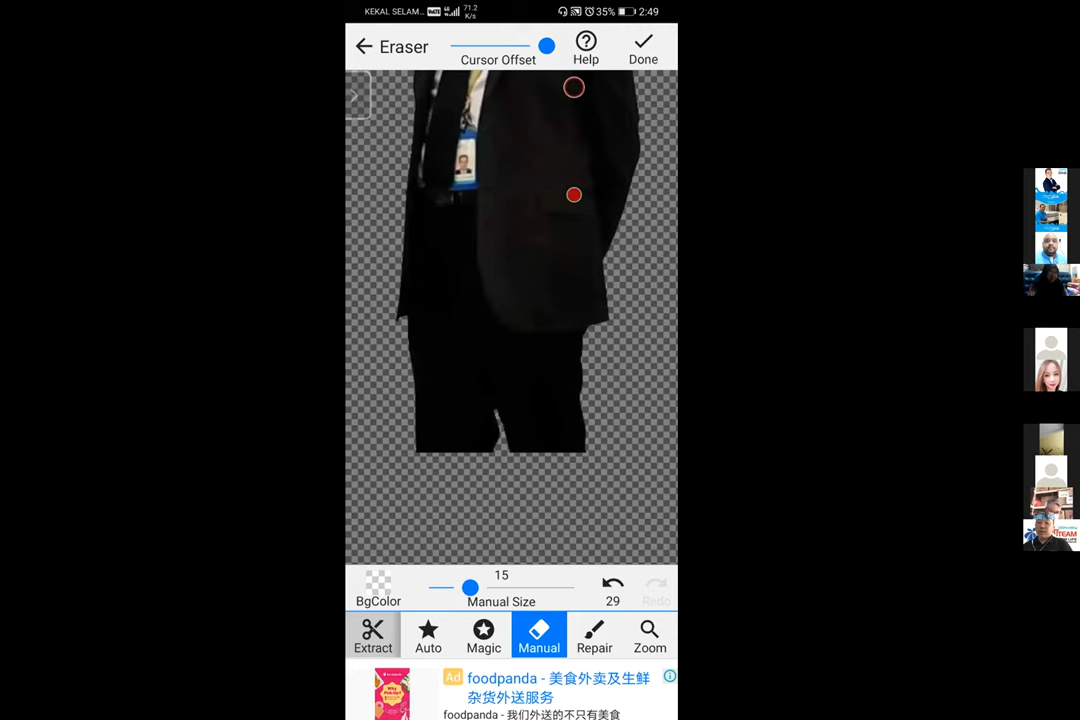 KEKAL SELAM... VoLTE 71.2 K/s 35% 2:49
Eraser
Cursor Offset
Help
Done
15
BgColor
Manual Size
29
Redo
Extract
Auto
Magic
Manual
Repair
Zoom
Ad foodpanda - 美食外卖及生鲜
杂货外送服务
foodpanda - 我们外送的不只有美食
TEAM